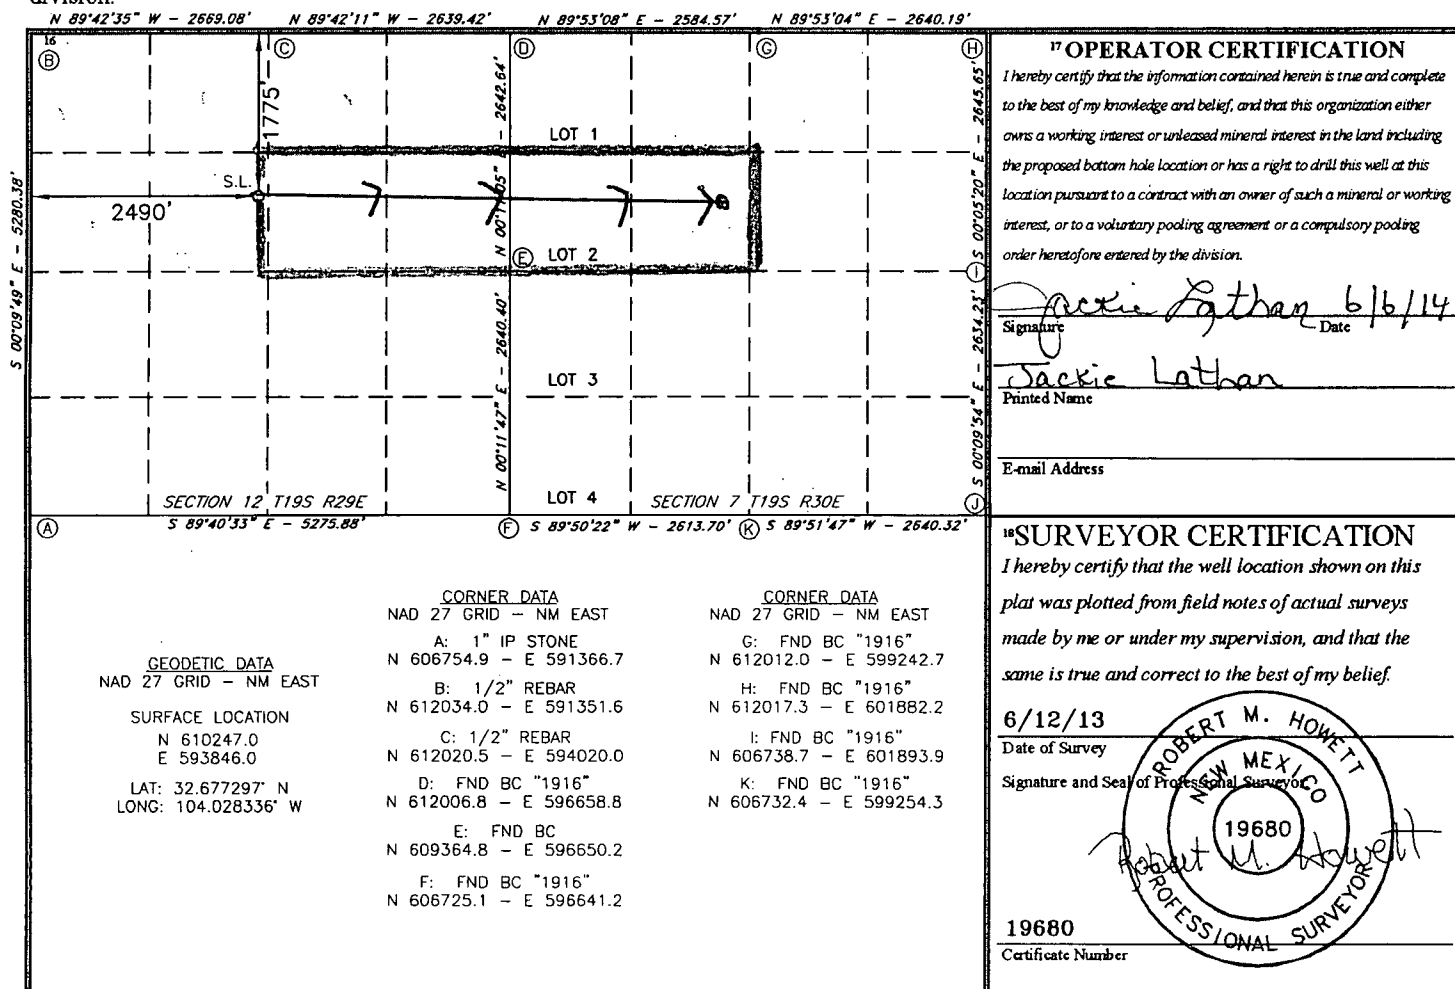 division.
N 89°42'35" W - 2669.08' N 89°42'11" W - 2639.42' N 89°53'08" E - 2584.57' N 89°53'04" E - 2640.19'
16
B
C
D
G
H
1775'
N 00°11'05" E - 2642.64'
S 00°05'20" E - 2645.65'
LOT 1
S.L.
2490'
S 00°09'49" E - 5280.38'
E
LOT 2
I
N 00°11'47" E - 2640.40'
S 00°09'54" E - 2634.23'
LOT 3
LOT 4
SECTION 12 T19S R29E
SECTION 7 T19S R30E
J
A
S 89°40'33" E - 5275.88'
F
S 89°50'22" W - 2613.70'
K
S 89°51'47" W - 2640.32'
GEODETIC DATA
NAD 27 GRID - NM EAST
SURFACE LOCATION
N 610247.0
E 593846.0
LAT: 32.677297° N
LONG: 104.028336° W
CORNER DATA
NAD 27 GRID - NM EAST
A: 1" IP STONE
N 606754.9 - E 591366.7
B: 1/2" REBAR
N 612034.0 - E 591351.6
C: 1/2" REBAR
N 612020.5 - E 594020.0
D: FND BC "1916"
N 612006.8 - E 596658.8
E: FND BC
N 609364.8 - E 596650.2
F: FND BC "1916"
N 606725.1 - E 596641.2
CORNER DATA
NAD 27 GRID - NM EAST
G: FND BC "1916"
N 612012.0 - E 599242.7
H: FND BC "1916"
N 612017.3 - E 601882.2
I: FND BC "1916"
N 606738.7 - E 601893.9
K: FND BC "1916"
N 606732.4 - E 599254.3
17 OPERATOR CERTIFICATION
I hereby certify that the information contained herein is true and complete
to the best of my knowledge and belief, and that this organization either
owns a working interest or unleased mineral interest in the land including
the proposed bottom hole location or has a right to drill this well at this
location pursuant to a contract with an owner of such a mineral or working
interest, or to a voluntary pooling agreement or a compulsory pooling
order heretofore entered by the division.
Jackie Lathan 6/6/14
Signature Date
Jackie Lathan
Printed Name
E-mail Address
18 SURVEYOR CERTIFICATION
I hereby certify that the well location shown on this
plat was plotted from field notes of actual surveys
made by me or under my supervision, and that the
same is true and correct to the best of my belief.
6/12/13
Date of Survey
Signature and Seal of Professional Surveyor
ROBERT M. HOWETT
NEW MEXICO
19680
PROFESSIONAL SURVEYOR
Robert M. Howett
19680
Certificate Number